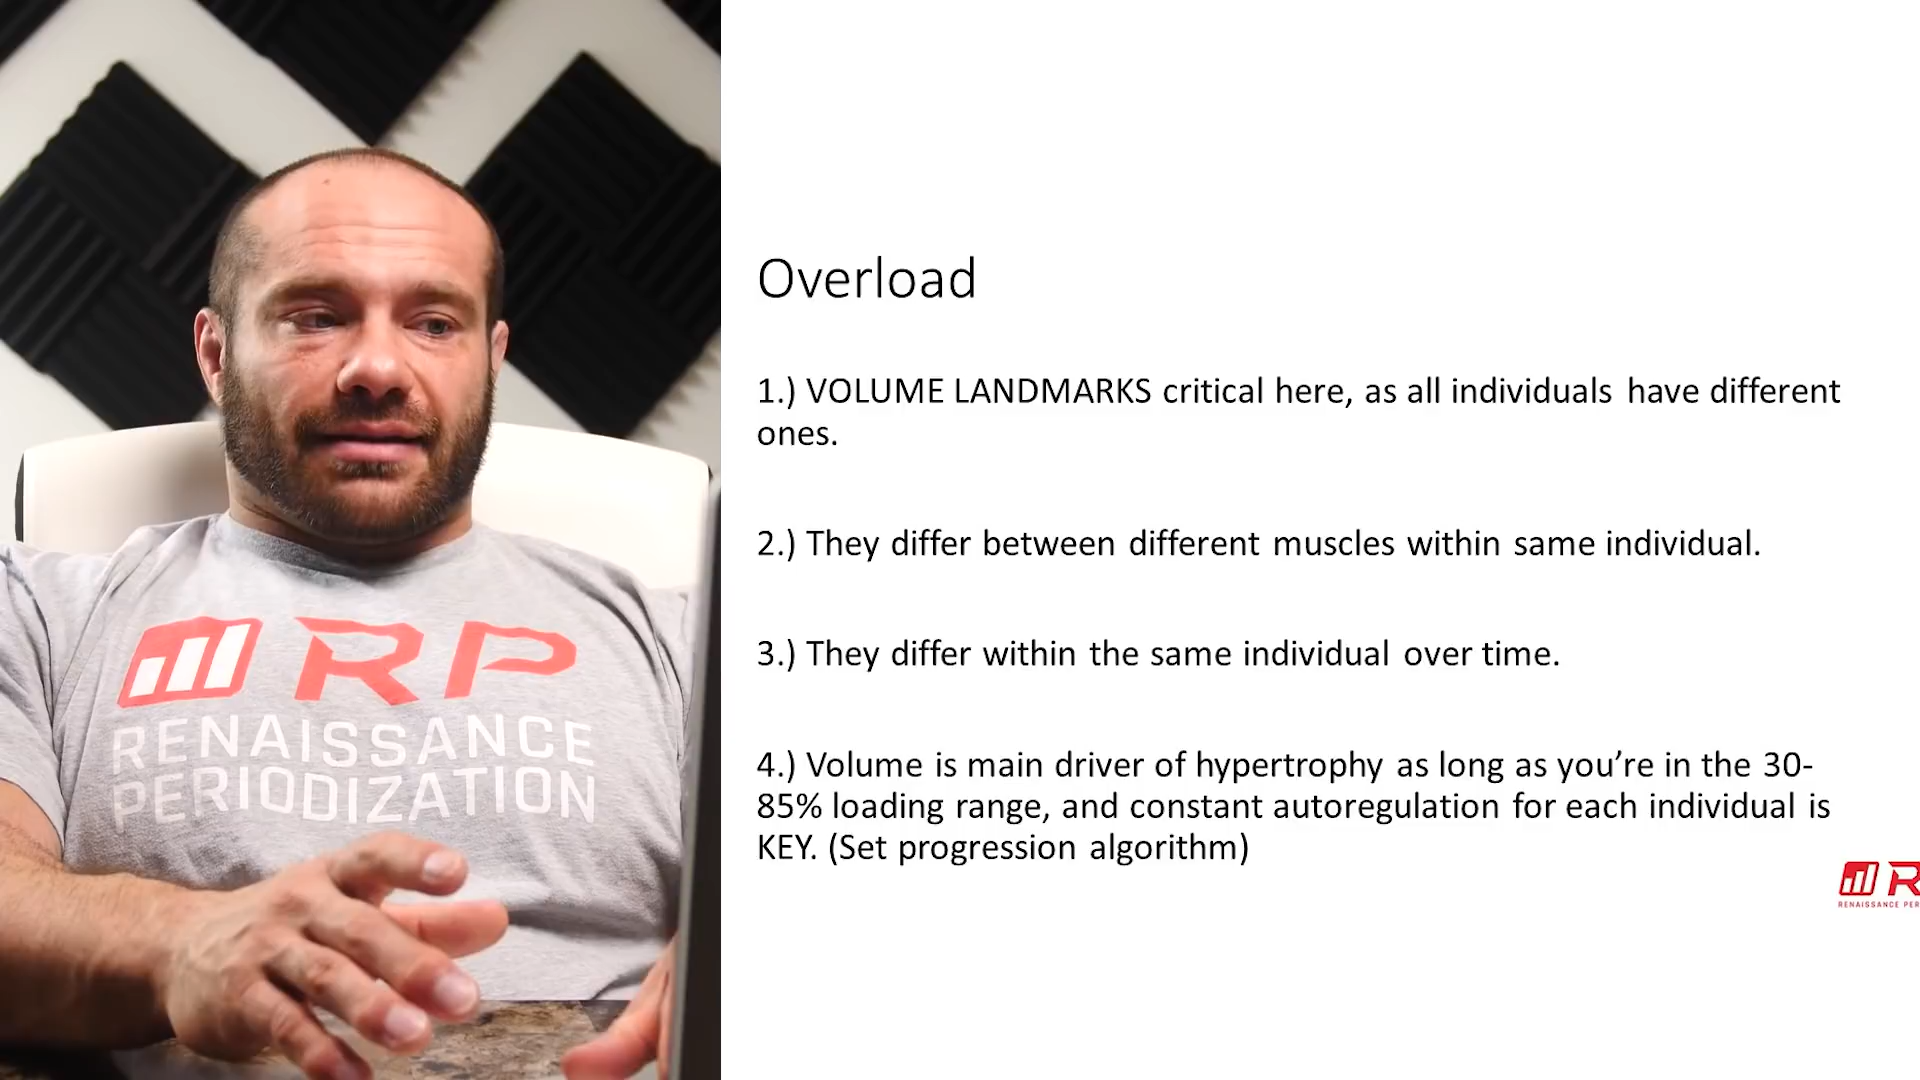 Overload
1.) VOLUME LANDMARKS critical here, as all individuals have different
ones.
2.) They differ between different muscles within same individual.
3.) They differ within the same individual over time.
4.) Volume is main driver of hypertrophy as long as you’re in the 30-
85% loading range, and constant autoregulation for each individual is
KEY. (Set progression algorithm)
RP
RENAISSANCE
PERIODIZATION
R
RENAISSANCE PER